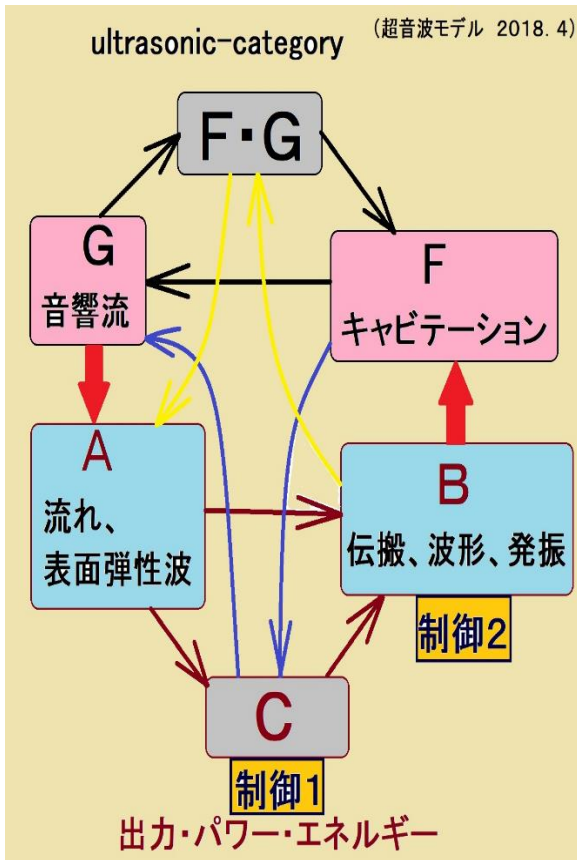 (超音波モデル 2018.4)
ultrasonic-category
F・G
G
音響流
F
キャビテーション
A
流れ、
表面弾性波
B
伝搬、波形、発振
制御2
C
制御1
出力・パワー・エネルギー